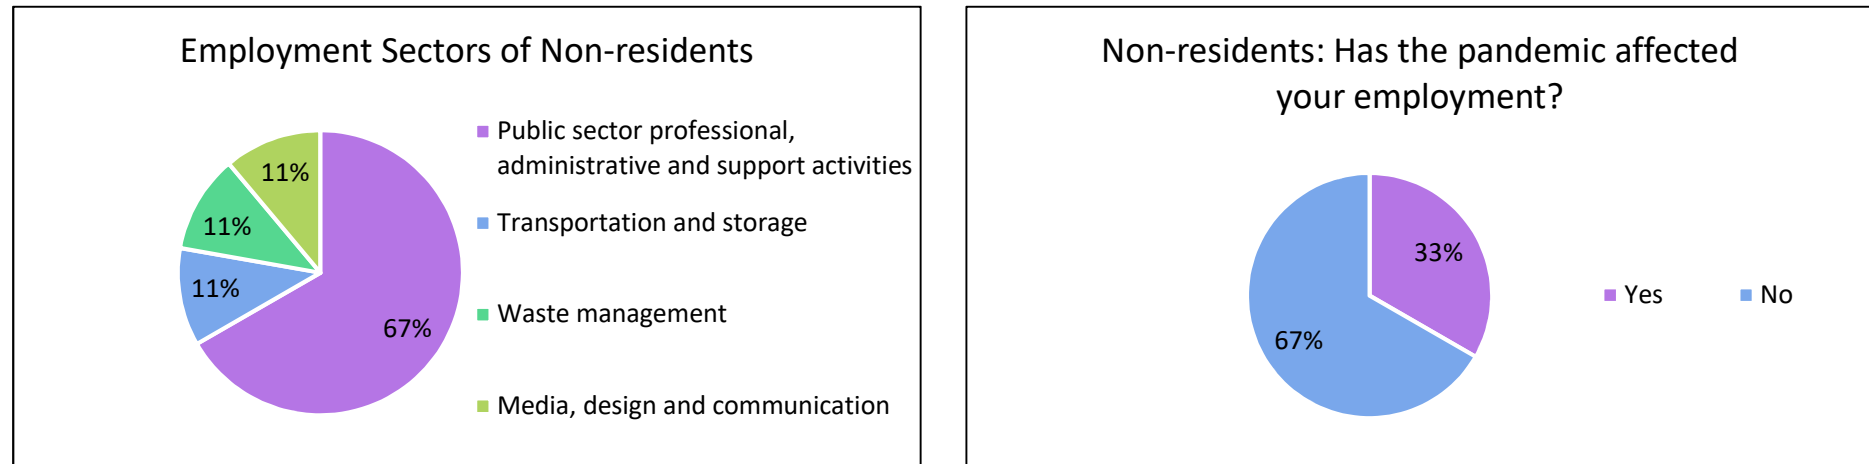 Employment Sectors of Non-residents
Public sector professional,
administrative and support activities
Transportation and storage
Waste management
Media, design and communication
11%
11%
11%
67%
Non-residents: Has the pandemic affected
your employment?
33%
67%
Yes
No